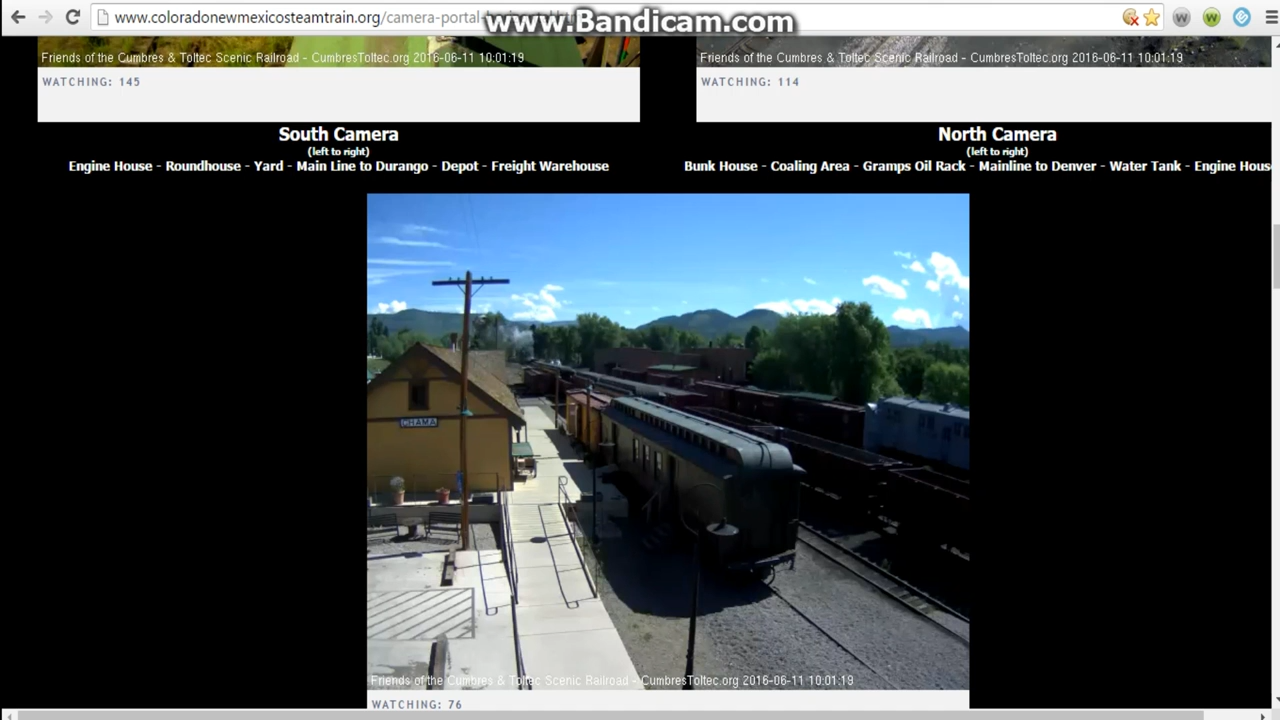 www.coloradonewmexicosteamtrain.org/camera-portal
www.Bandicam.com
Friends of the Cumbres & Toltec Scenic Railroad - CumbresToltec.org 2016-06-11 10:01:19
Friends of the Cumbres & Toltec Scenic Railroad - CumbresToltec.org 2016-06-11 10:01:19
WATCHING: 145
WATCHING: 114
South Camera
(left to right)
Engine House - Roundhouse - Yard - Main Line to Durango - Depot - Freight Warehouse
North Camera
(left to right)
Bunk House - Coaling Area - Gramps Oil Rack - Mainline to Denver - Water Tank - Engine Hous
CHAMA
Friends of the Cumbres & Toltec Scenic Railroad - CumbresToltec.org 2016-06-11 10:01:19
WATCHING: 76